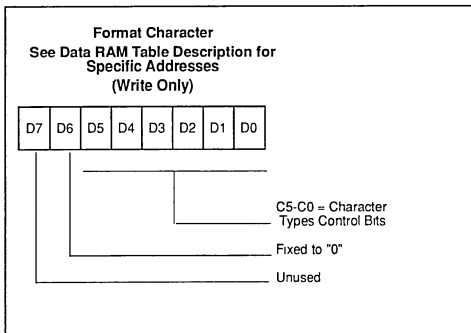 Format Character
See Data RAM Table Description for
Specific Addresses
(Write Only)
D7 D6 D5 D4 D3 D2 D1 D0
C5-C0 = Character
Types Control Bits
Fixed to "0"
Unused